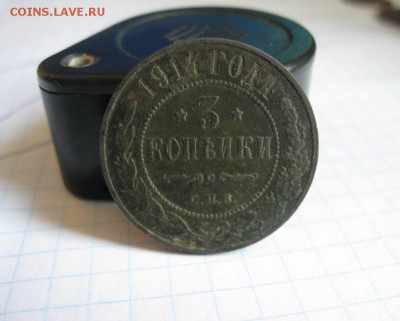 COINS.LAVE.RU
1914 ГОДА
3
КОПѢЙКИ
С.П.Б.